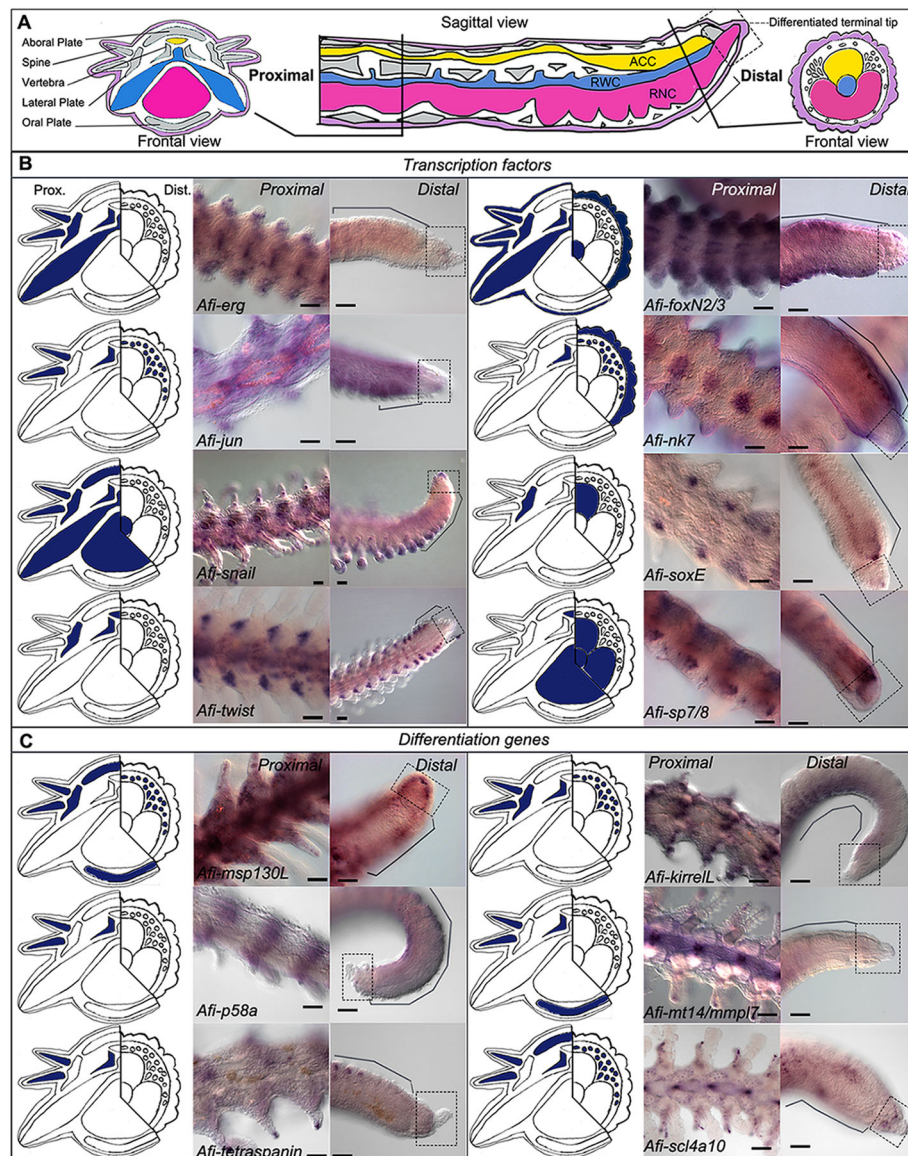 A
Sagittal view
Differentiated terminal tip
Aboral Plate
Spine
Vertebra
Lateral Plate
Oral Plate
Proximal
ACC
RWC
RNC
Distal
Frontal view
Frontal view
B
Transcription factors
Prox.
Dist.
Proximal
Distal
Proximal
Distal
Afi-erg
Afi-foxN2/3
Afi-jun
Afi-nk7
Afi-snail
Afi-soxE
Afi-twist
Afi-sp7/8
C
Differentiation genes
Proximal
Distal
Proximal
Distal
Afi-msp130L
Afi-kirrelL
Afi-p58a
Afi-mt14/mmpl7
Afi-tetraspanin
Afi-scl4a10